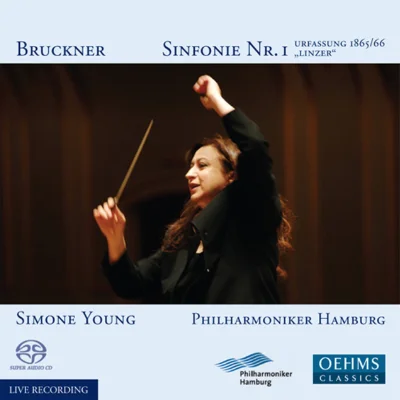 BRUCKNER
SINFONIE NR. 1 URFASSUNG 1865/66
„LINZER“
SIMONE YOUNG
PHILHARMONIKER HAMBURG
SUPER AUDIO CD
LIVE RECORDING
Philharmoniker
Hamburg
OEHMS
CLASSICS